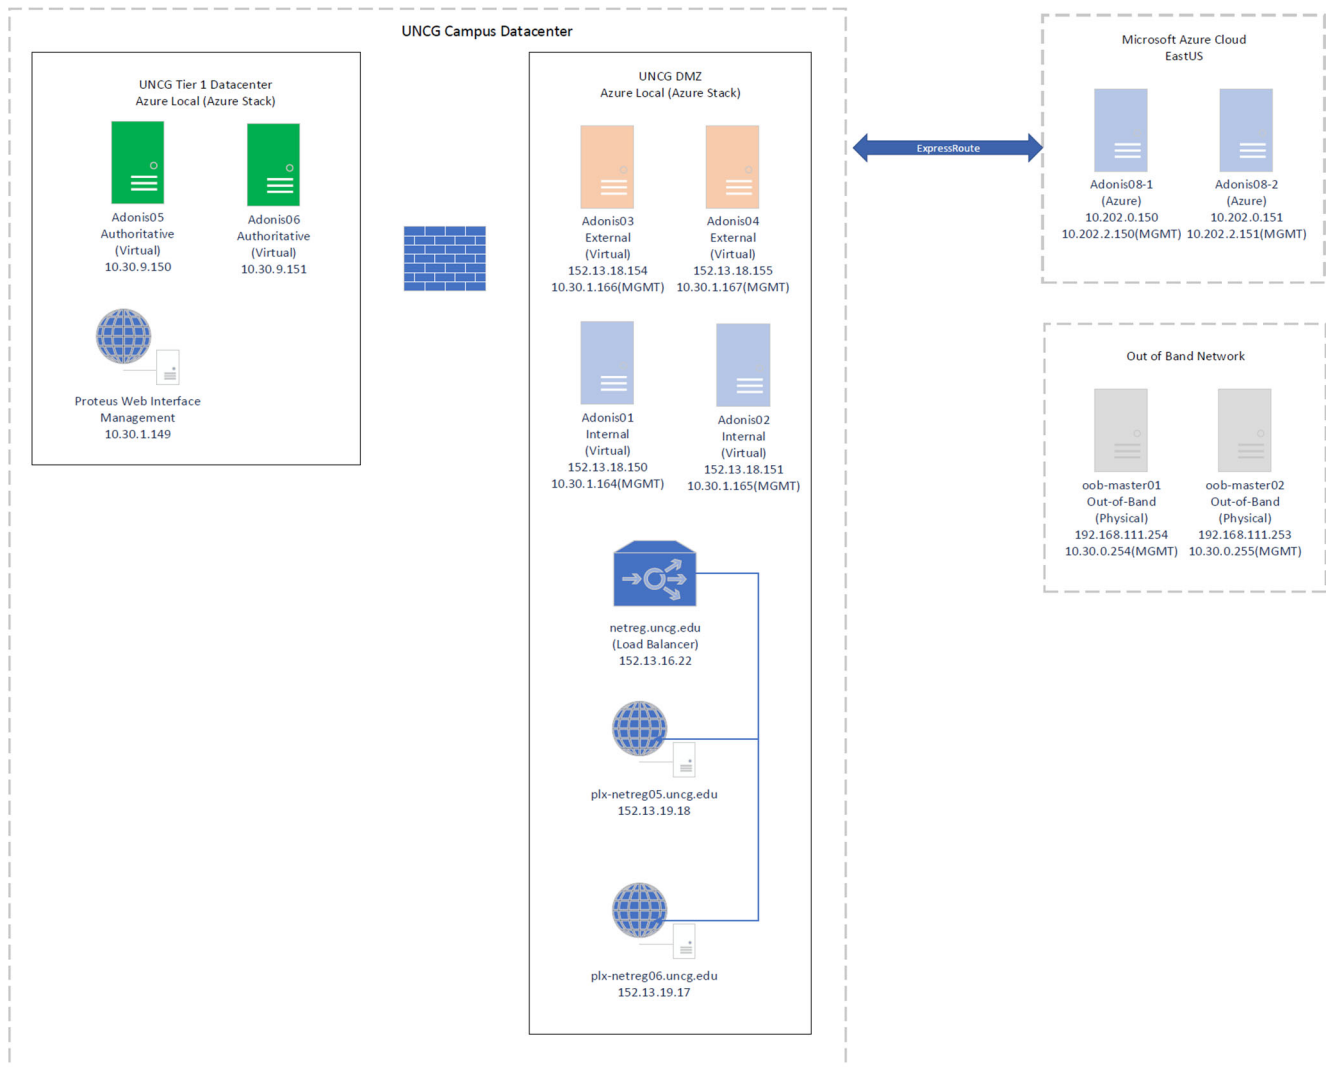 UNCG Campus Datacenter
UNCG Tier 1 Datacenter
Azure Local (Azure Stack)
Adonis05
Authoritative
(Virtual)
10.30.9.150
Adonis06
Authoritative
(Virtual)
10.30.9.151
Proteus Web Interface
Management
10.30.1.149
UNCG DMZ
Azure Local (Azure Stack)
Adonis03
External
(Virtual)
152.13.18.154
10.30.1.166(MGMT)
Adonis04
External
(Virtual)
152.13.18.155
10.30.1.167(MGMT)
Adonis01
Internal
(Virtual)
152.13.18.150
10.30.1.164(MGMT)
Adonis02
Internal
(Virtual)
152.13.18.151
10.30.1.165(MGMT)
netreg.uncg.edu
(Load Balancer)
152.13.16.22
plx-netreg05.uncg.edu
152.13.19.18
plx-netreg06.uncg.edu
152.13.19.17
ExpressRoute
Microsoft Azure Cloud
EastUS
Adonis08-1
(Azure)
10.202.0.150
10.202.2.150(MGMT)
Adonis08-2
(Azure)
10.202.0.151
10.202.2.151(MGMT)
Out of Band Network
oob-master01
Out-of-Band
(Physical)
192.168.111.254
10.30.0.254(MGMT)
oob-master02
Out-of-Band
(Physical)
192.168.111.253
10.30.0.255(MGMT)